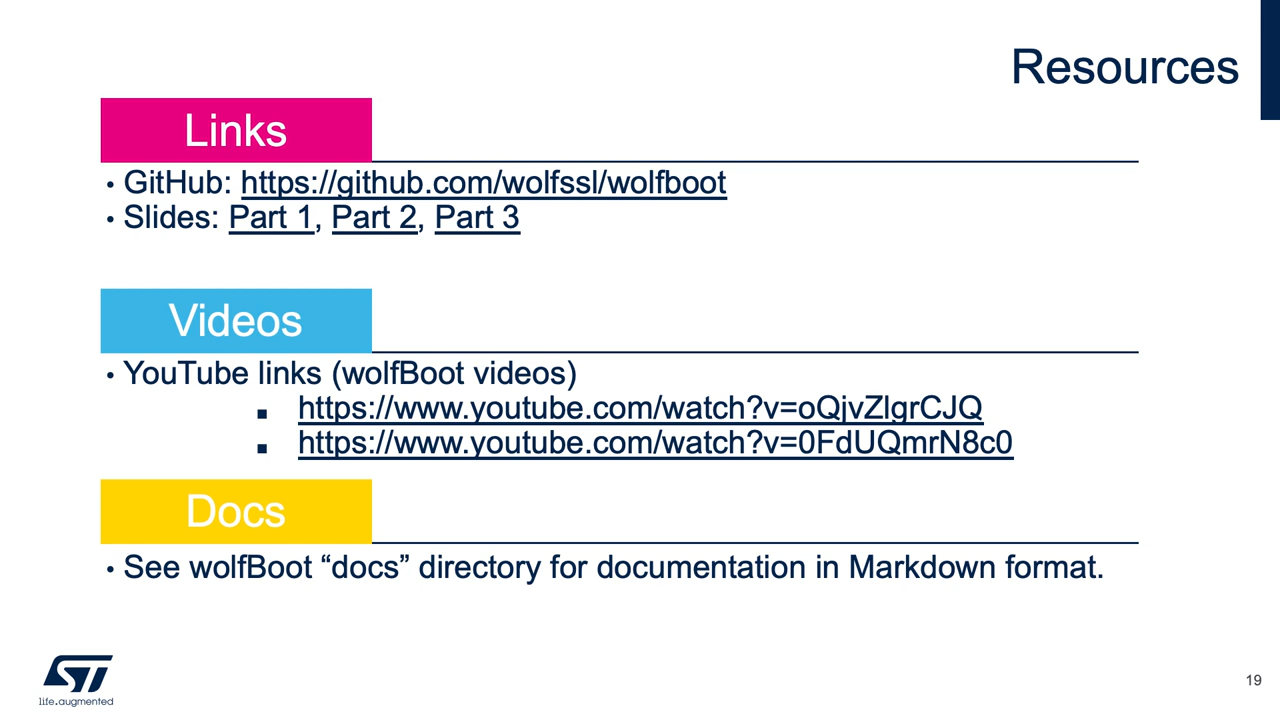 Resources
Links
• GitHub: https://github.com/wolfssl/wolfboot
• Slides: Part 1, Part 2, Part 3
Videos
• YouTube links (wolfBoot videos)
▪ https://www.youtube.com/watch?v=oQjvZlgrCJQ
▪ https://www.youtube.com/watch?v=0FdUQmrN8c0
Docs
• See wolfBoot “docs” directory for documentation in Markdown format.
ST
life.augmented
19